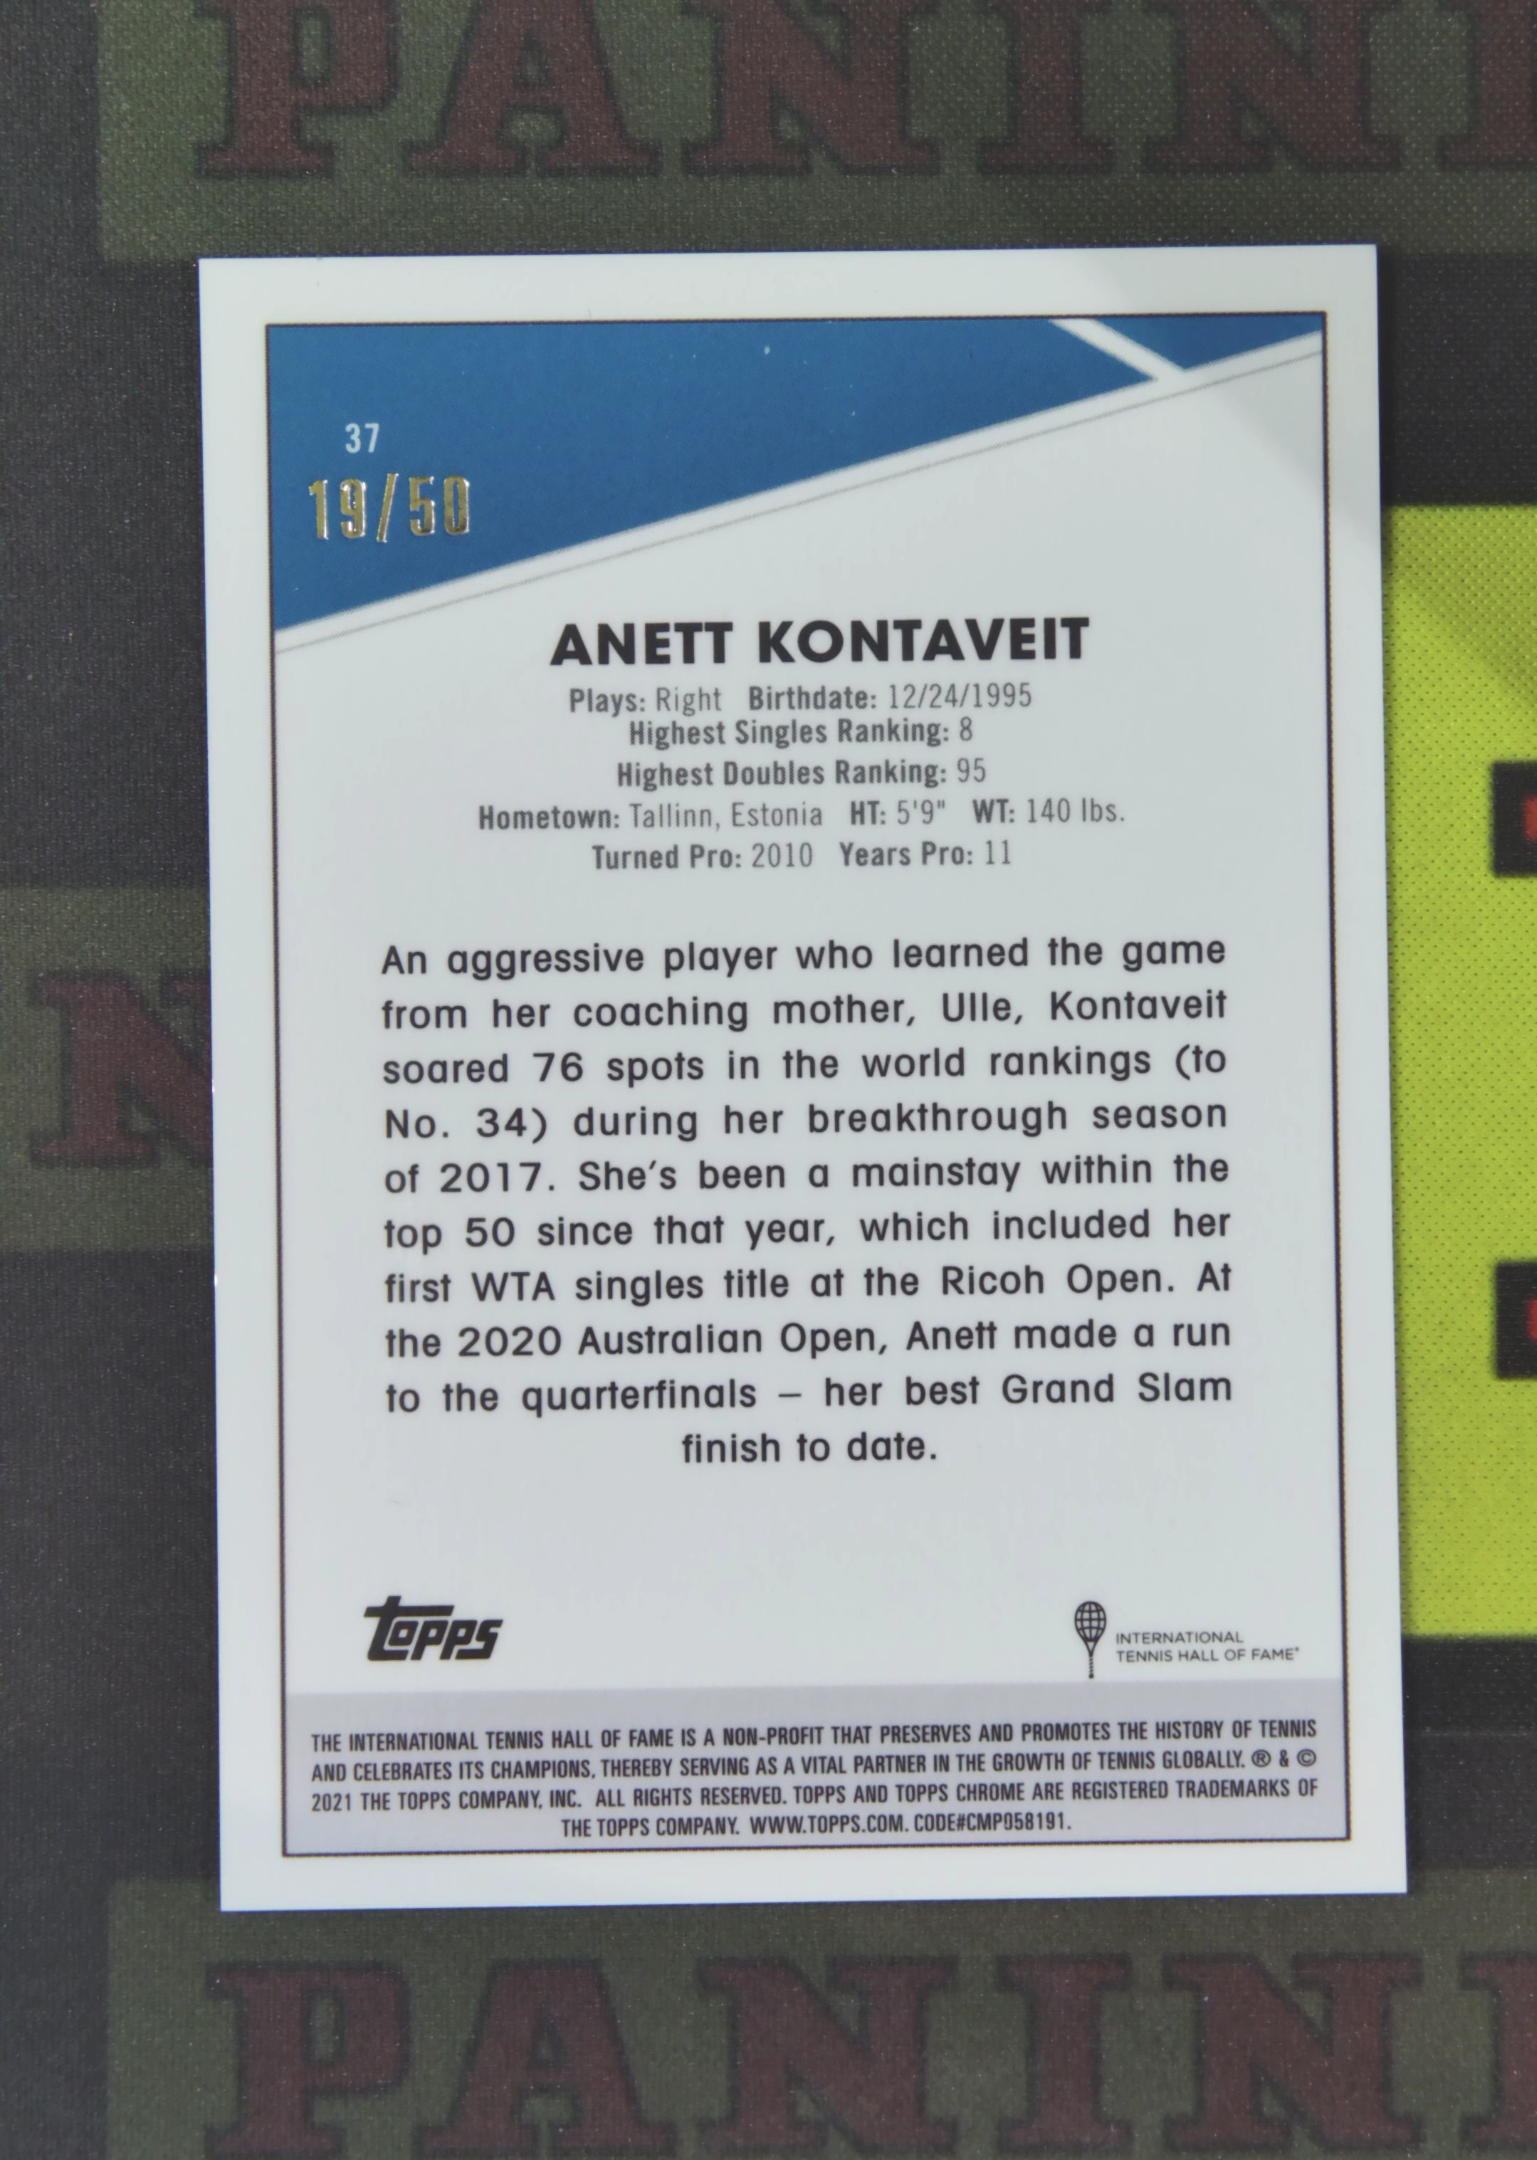 PANINI
37
19/50
ANETT KONTAVEIT
Plays: Right Birthdate: 12/24/1995
Highest Singles Ranking: 8
Highest Doubles Ranking: 95
Hometown: Tallinn, Estonia HT: 5'9" WT: 140 lbs.
Turned Pro: 2010 Years Pro: 11
An aggressive player who learned the game
from her coaching mother, Ulle, Kontaveit
soared 76 spots in the world rankings (to
No. 34) during her breakthrough season
of 2017. She's been a mainstay within the
top 50 since that year, which included her
first WTA singles title at the Ricoh Open. At
the 2020 Australian Open, Anett made a run
to the quarterfinals – her best Grand Slam
finish to date.
topps
INTERNATIONAL
TENNIS HALL OF FAME®
THE INTERNATIONAL TENNIS HALL OF FAME IS A NON-PROFIT THAT PRESERVES AND PROMOTES THE HISTORY OF TENNIS
AND CELEBRATES ITS CHAMPIONS, THEREBY SERVING AS A VITAL PARTNER IN THE GROWTH OF TENNIS GLOBALLY. ® & ©
2021 THE TOPPS COMPANY, INC. ALL RIGHTS RESERVED. TOPPS AND TOPPS CHROME ARE REGISTERED TRADEMARKS OF
THE TOPPS COMPANY. WWW.TOPPS.COM. CODE#CMP058191.
PANINI